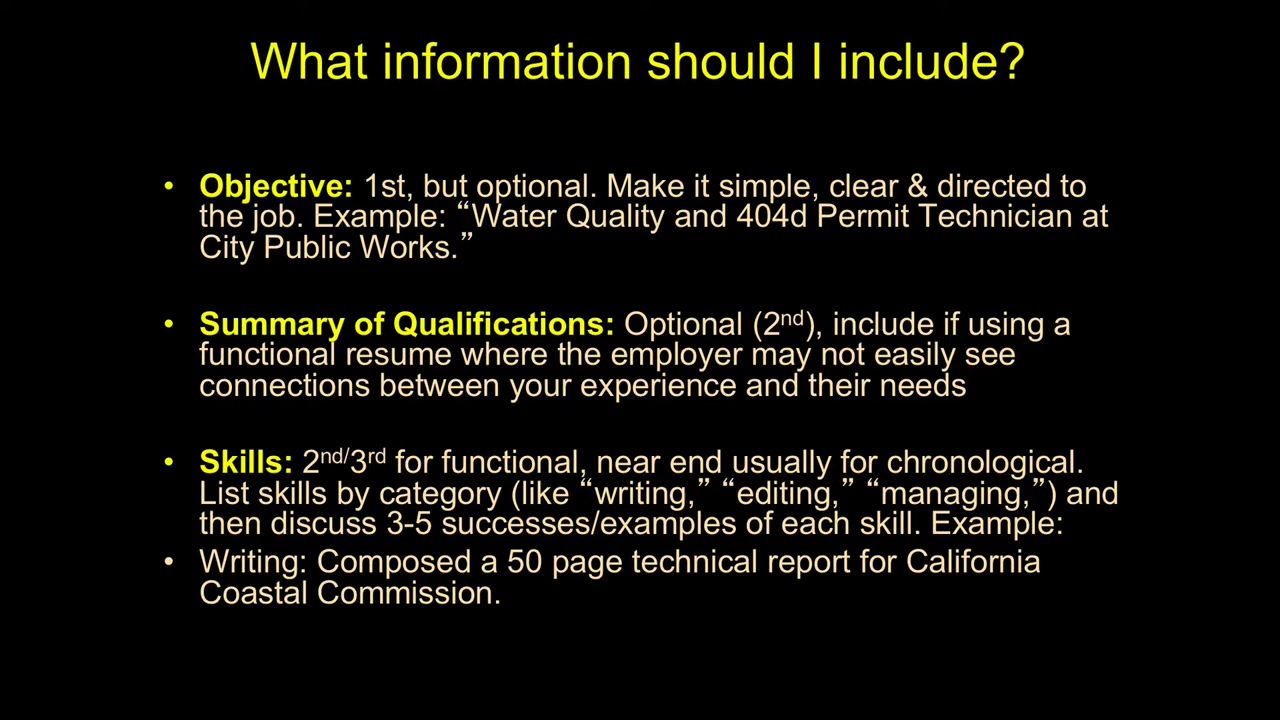 What information should I include?
• Objective: 1st, but optional. Make it simple, clear & directed to
the job. Example: “Water Quality and 404d Permit Technician at
City Public Works.”
• Summary of Qualifications: Optional (2nd), include if using a
functional resume where the employer may not easily see
connections between your experience and their needs
• Skills: 2nd/3rd for functional, near end usually for chronological.
List skills by category (like “writing,” “editing,” “managing,”) and
then discuss 3-5 successes/examples of each skill. Example:
• Writing: Composed a 50 page technical report for California
Coastal Commission.